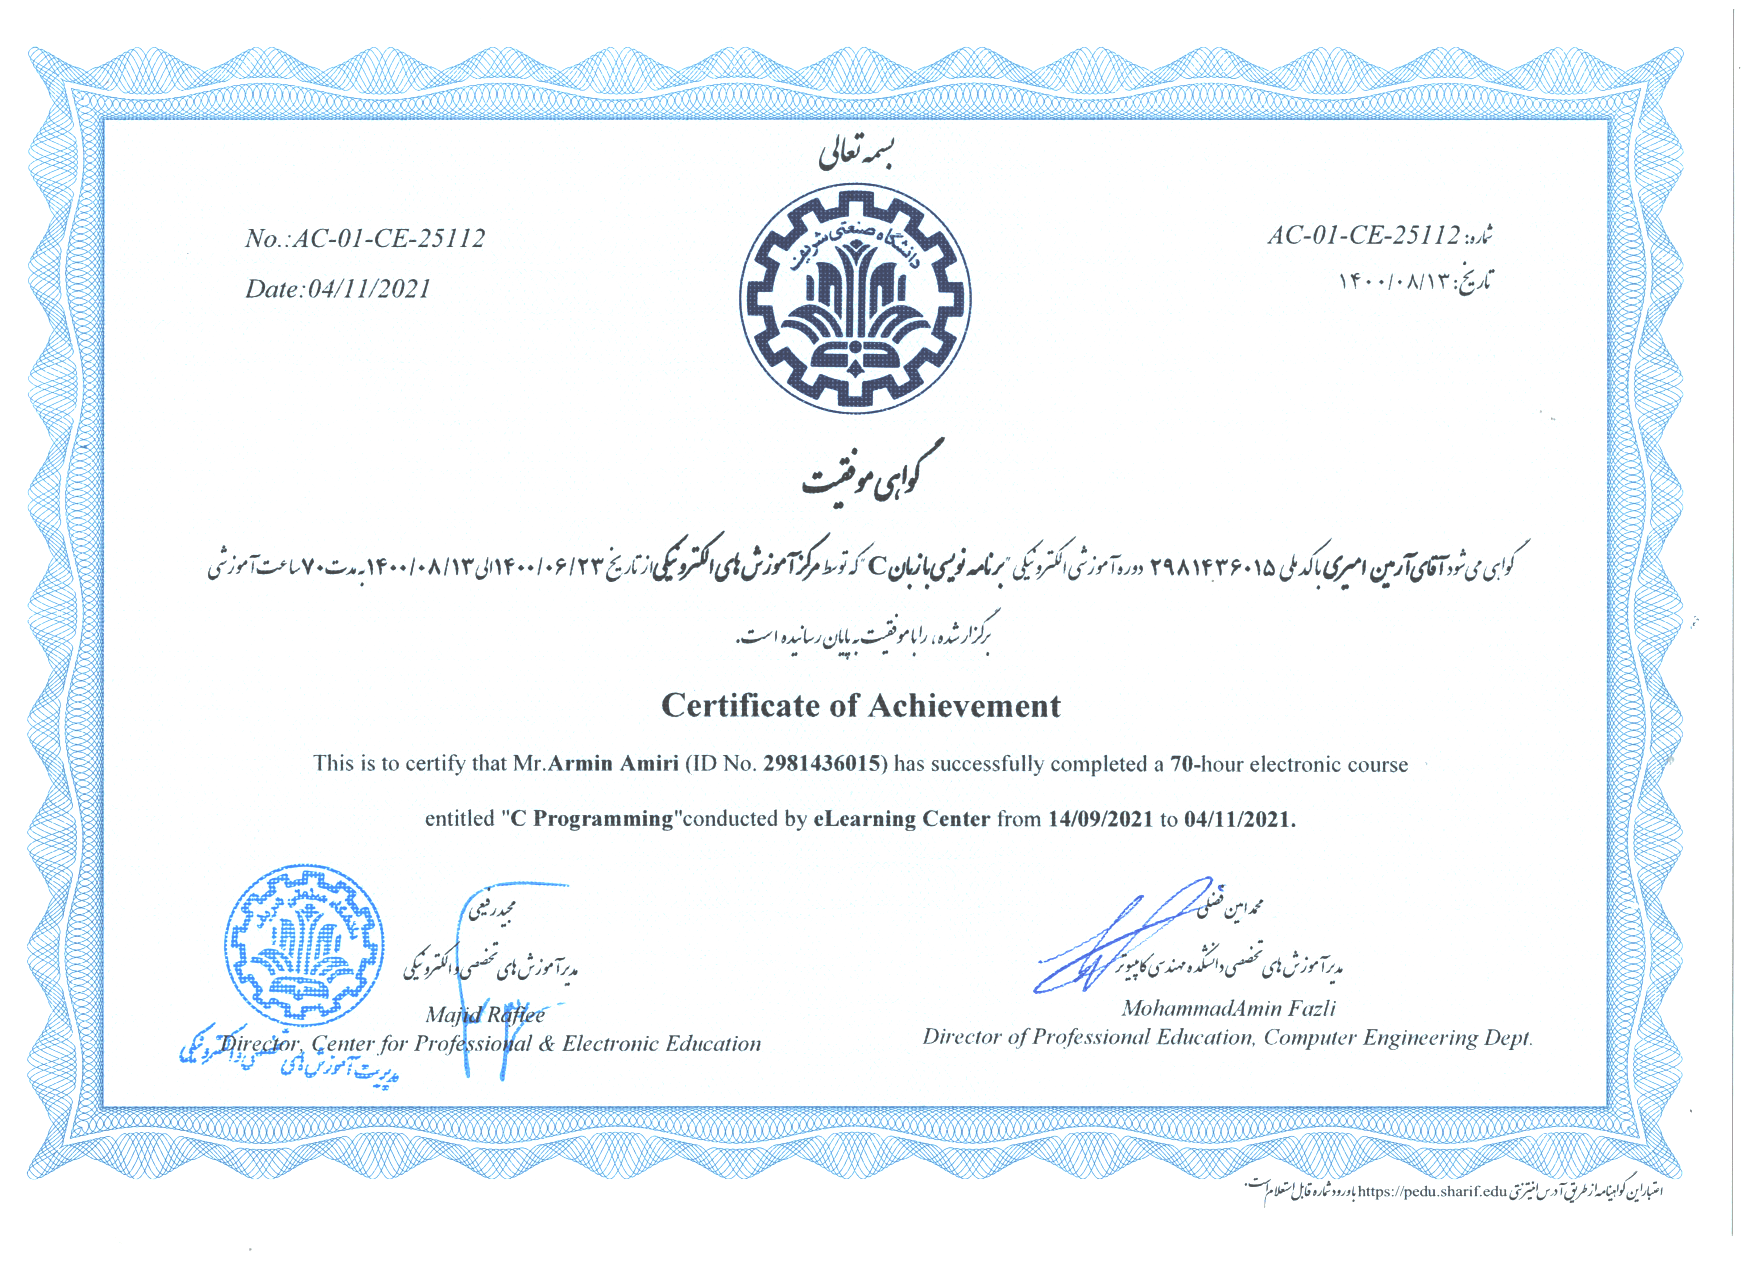 بسمه تعالی
No.:AC-01-CE-25112
شماره: AC-01-CE-25112
Date:04/11/2021
تاریخ: ۱۴۰۰/۰۸/۱۳
دانشگاه صنعتی شریف
گواهی موفقیت
گواهی می شود آقای آرمین امیری با کد ملی ۲۹۸۱۴۳۶۰۱۵ دوره آموزشی الکترونیکی "برنامه نویسی با زبان C" که توسط مرکز آموزش های الکترونیکی از تاریخ ۱۴۰۰/۰۶/۲۳ الی ۱۴۰۰/۰۸/۱۳ به مدت ۷۰ ساعت آموزشی
برگزار شده، را با موفقیت به پایان رسانیده است.
Certificate of Achievement
This is to certify that Mr.Armin Amiri (ID No. 2981436015) has successfully completed a 70-hour electronic course
entitled "C Programming"conducted by eLearning Center from 14/09/2021 to 04/11/2021.
محمد امین فضلی
مدیر آموزش های تخصصی دانشکده مهندسی کامپیوتر
MohammadAmin Fazli
Director of Professional Education, Computer Engineering Dept.
مجید رفیعی
مدیر آموزش های تخصصی و الکترونیکی
Majid Rafiee
Director, Center for Professional & Electronic Education
دانشگاه صنعتی شریف
مدیریت آموزش های تخصصی و الکترونیکی
اعتبار این گواهینامه از طریق آدرس اینترنتی https://pedu.sharif.edu با ورود شماره قابل استعلام است.